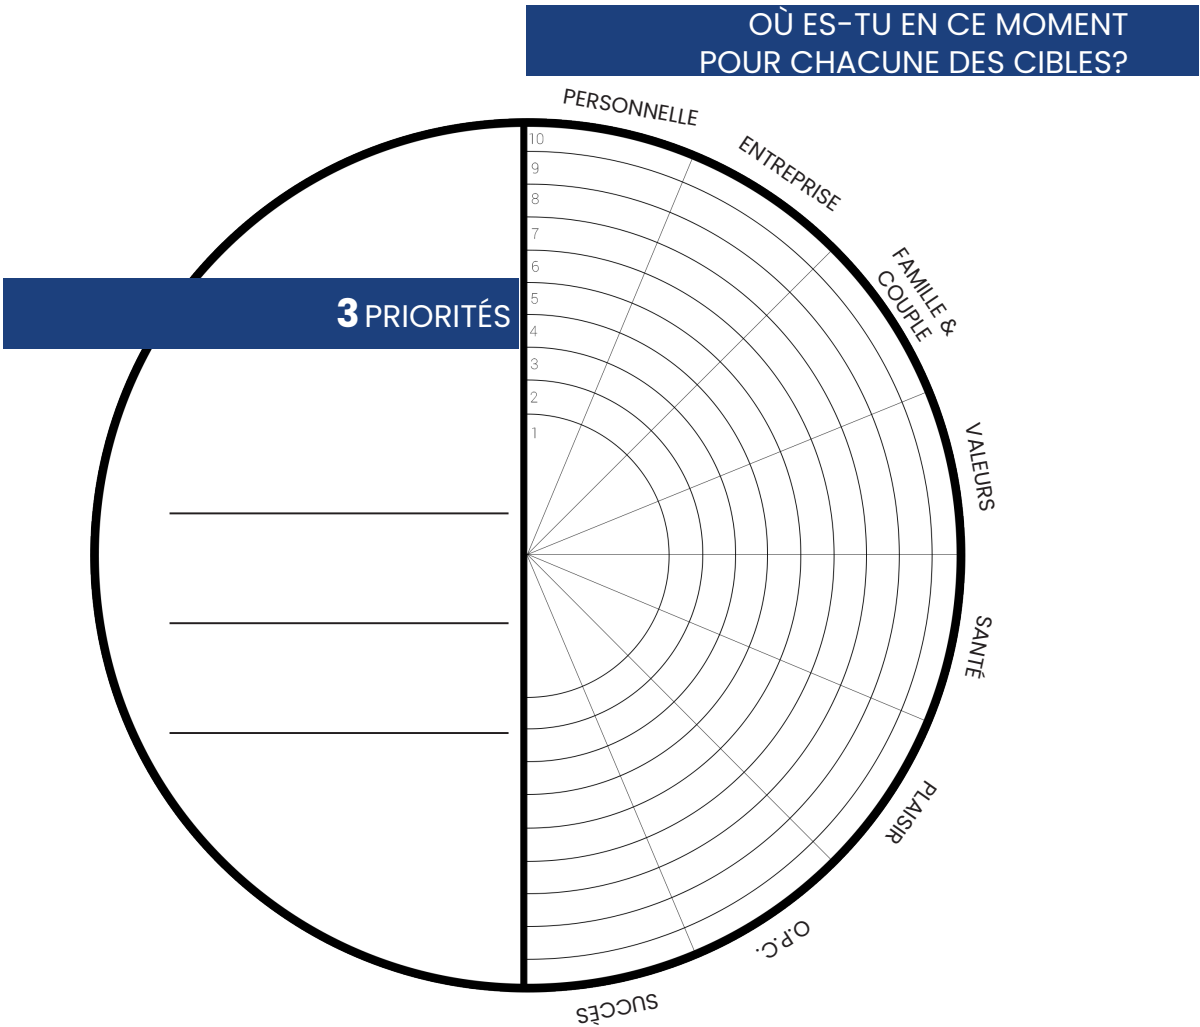 OÙ ES-TU EN CE MOMENT
POUR CHACUNE DES CIBLES?
PERSONNELLE
ENTREPRISE
FAMILLE &
COUPLE
VALEURS
SANTÉ
PLAISIR
O.P.C.
SUCCÈS
10
9
8
7
6
5
4
3
2
1
3 PRIORITÉS